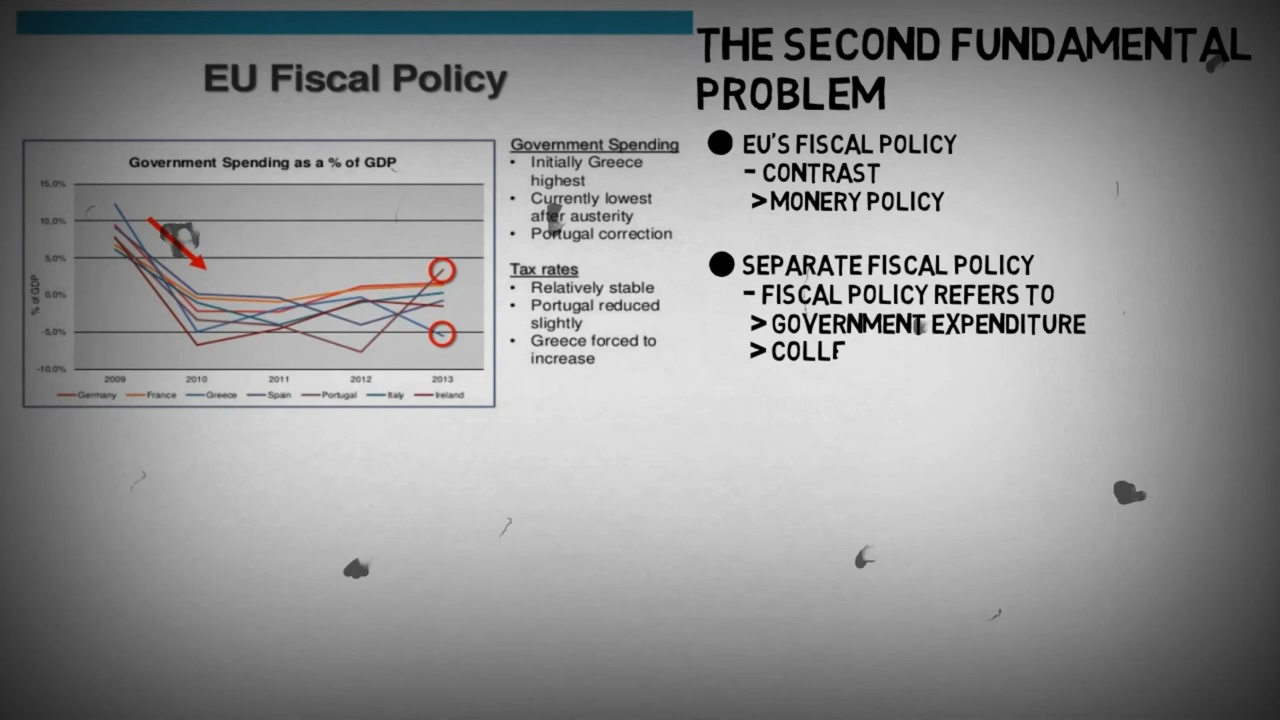 THE SECOND FUNDAMENTAL
PROBLEM
EU Fiscal Policy
Government Spending as a % of GDP
15,0%
10,0%
5,0%
0,0%
-5,0%
-10,0%
% of GDP
2009 2010 2011 2012 2013
Germany France Greece Spain Portugal Italy Ireland
Government Spending
• Initially Greece
highest
• Currently lowest
after austerity
• Portugal correction
Tax rates
• Relatively stable
• Portugal reduced
slightly
• Greece forced to
increase
● EU'S FISCAL POLICY
- CONTRAST
> MONERY POLICY
● SEPARATE FISCAL POLICY
- FISCAL POLICY REFERS TO
> GOVERNMENT EXPENDITURE
> COLL